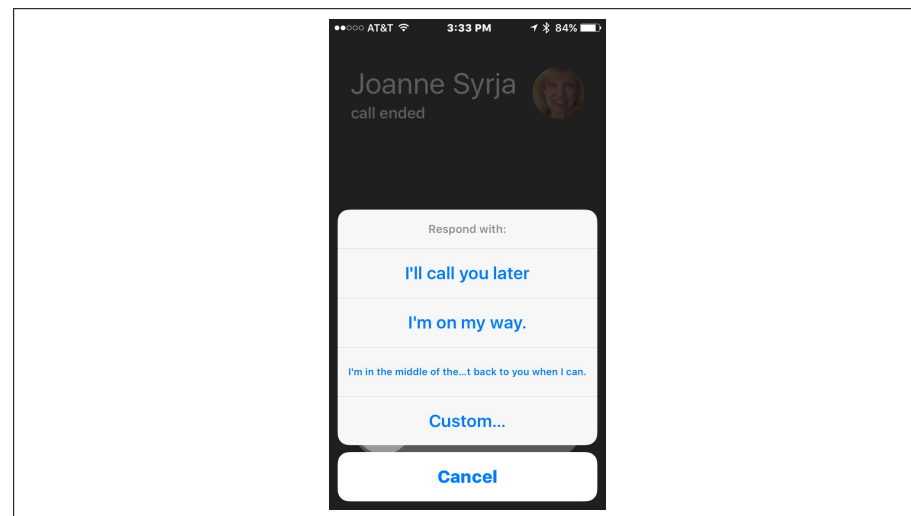 ●●○○○ AT&T 3:33 PM 84%
Joanne Syrja
call ended
Respond with:
I'll call you later
I'm on my way.
I'm in the middle of the...t back to you when I can.
Custom...
Cancel